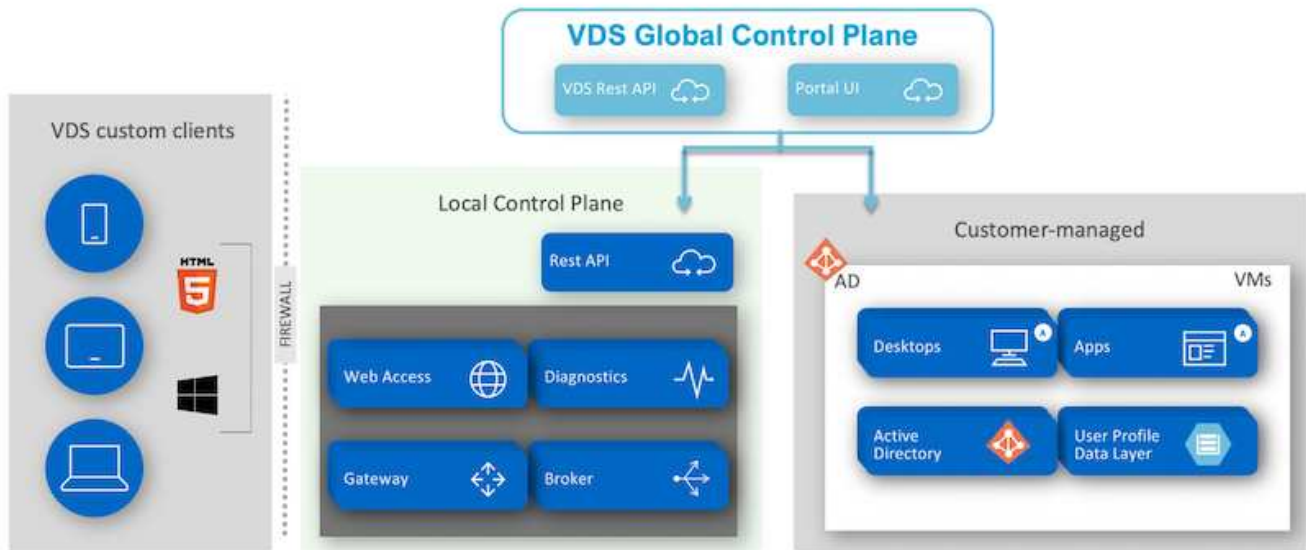 VDS Global Control Plane
VDS Rest API
Portal UI
VDS custom clients
HTML
5
FIREWALL
Local Control Plane
Rest API
Web Access
Diagnostics
Gateway
Broker
Customer-managed
AD
VMs
Desktops
A
Apps
A
Active
Directory
User Profile
Data Layer